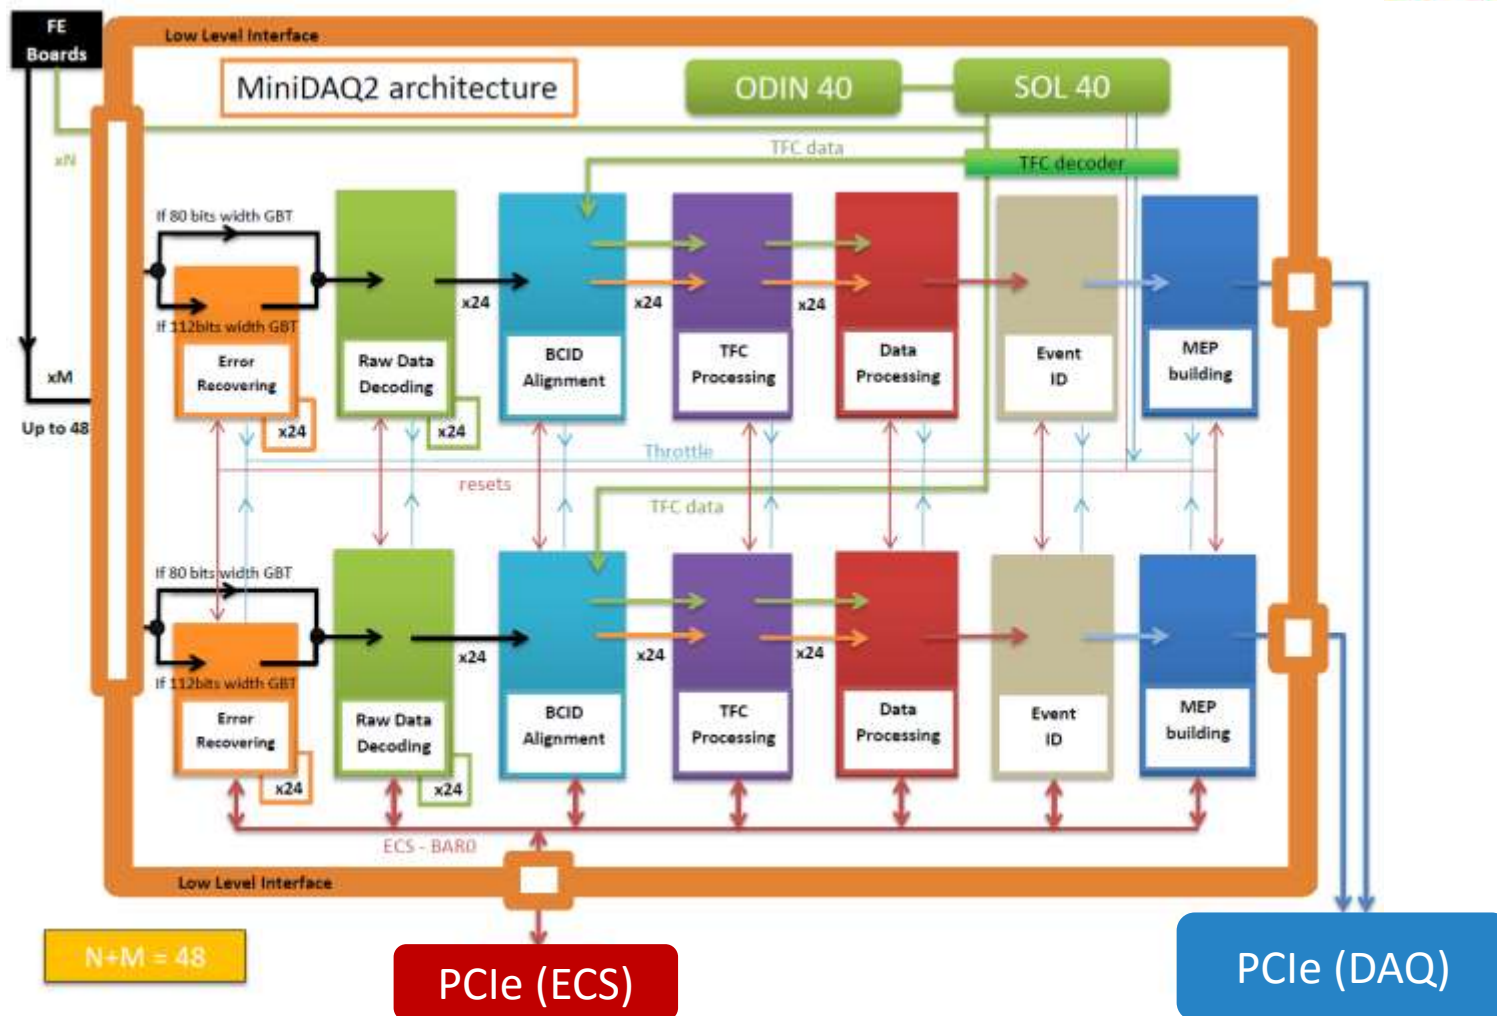 FE
Boards
Low Level Interface
MiniDAQ2 architecture
ODIN 40
SOL 40
xN
TFC data
TFC decoder
If 80 bits width GBT
If 112bits width GBT
x24
x24
x24
Error
Recovering
Raw Data
Decoding
BCID
Alignment
TFC
Processing
Data
Processing
Event
ID
MEP
building
xM
Up to 48
x24
x24
Throttle
resets
TFC data
If 80 bits width GBT
If 112bits width GBT
x24
x24
x24
Error
Recovering
Raw Data
Decoding
BCID
Alignment
TFC
Processing
Data
Processing
Event
ID
MEP
building
x24
x24
ECS - BAR0
Low Level Interface
N+M = 48
PCIe (ECS)
PCIe (DAQ)